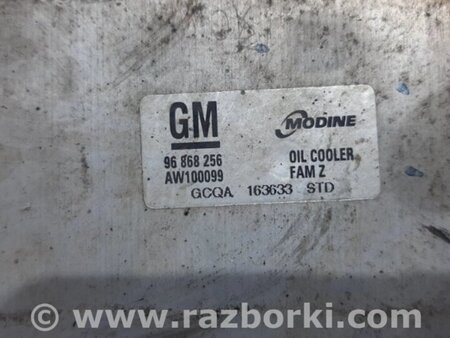 GM MODINE
96 868 256 OIL COOLER
AW100099 FAM Z
GCQA 163633 STD
© www.razborki.com